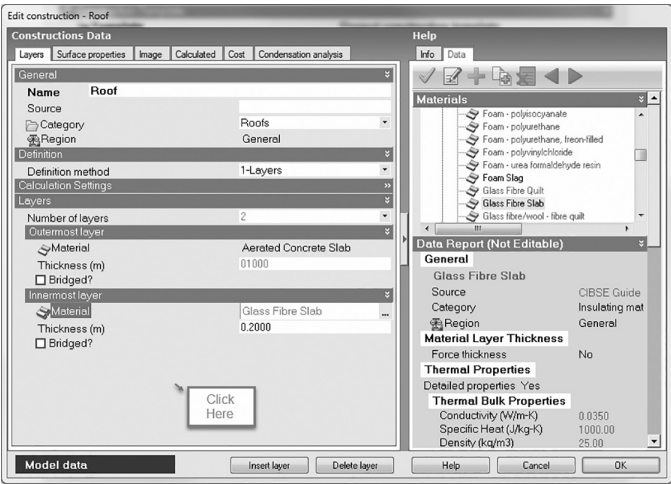 Edit construction - Roof
Constructions Data
Layers Surface properties Image Calculated Cost Condensation analysis
General
Name Roof
Source
Category Roofs
Region General
Definition
Definition method 1-Layers
Calculation Settings
Layers
Number of layers 2
Outermost layer
Material Aerated Concrete Slab
Thickness (m) 01000
Bridged?
Innermost layer
Material Glass Fibre Slab ...
Thickness (m) 0.2000
Bridged?
Click
Here
Model data
Insert layer Delete layer
Help
Info Data
Materials
Foam - polyisocyanate
Foam - polyurethane
Foam - polyurethane, freon-filled
Foam - polyvinylchloride
Foam - urea formaldehyde resin
Foam Slag
Glass Fibre Quilt
Glass Fibre Slab
Glass fibre/wool - fibre quilt
Data Report (Not Editable)
General
Glass Fibre Slab
Source CIBSE Guide
Category Insulating mat
Region General
Material Layer Thickness
Force thickness No
Thermal Properties
Detailed properties Yes
Thermal Bulk Properties
Conductivity (W/m-K) 0.0350
Specific Heat (J/kg-K) 1000.00
Density (kg/m3) 25.00
Help Cancel OK